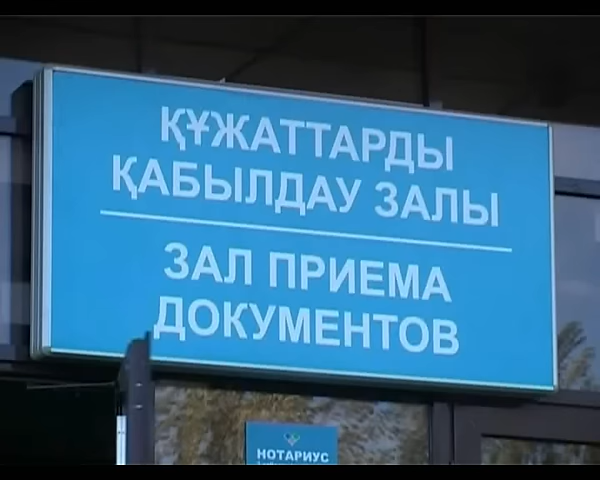 ҚҰЖАТТАРДЫ
ҚАБЫЛДАУ ЗАЛЫ
ЗАЛ ПРИЕМА
ДОКУМЕНТОВ
НОТАРИУС